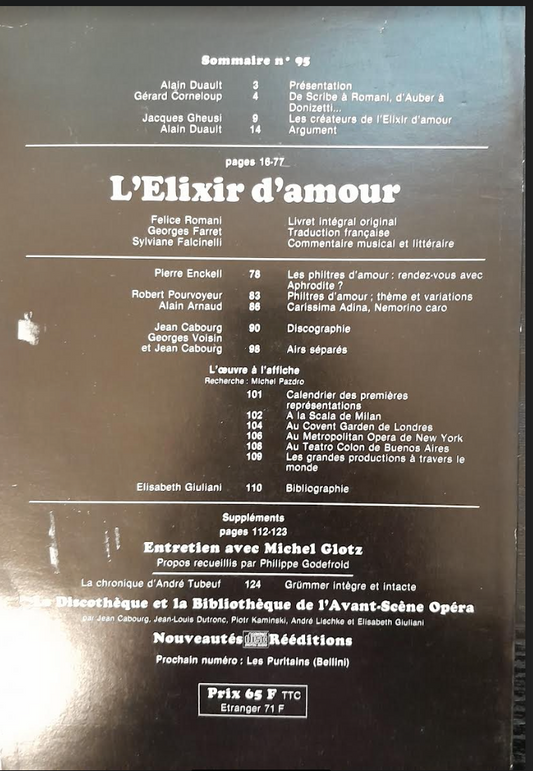 Sommaire n° 95
Alain Duault 3 Présentation
Gérard Corneloup 4 De Scribe à Romani, d'Auber à
Donizetti...
Jacques Gheusi 9 Les créateurs de l'Elixir d'amour
Alain Duault 14 Argument
pages 16-77
L'Elixir d'amour
Felice Romani Livret intégral original
Georges Farret Traduction française
Sylviane Falcinelli Commentaire musical et littéraire
Pierre Enckell 78 Les philtres d'amour : rendez-vous avec
Aphrodite ?
Robert Pourvoyeur 83 Philtres d'amour ; thème et variations
Alain Arnaud 86 Carissima Adina, Nemorino caro
Jean Cabourg 90 Discographie
Georges Voisin
et Jean Cabourg 98 Airs séparés
L'œuvre à l'affiche
Recherche : Michel Pazdro
101 Calendrier des premières
représentations
102 A la Scala de Milan
104 Au Covent Garden de Londres
106 Au Metropolitan Opera de New York
108 Au Teatro Colon de Buenos Aires
109 Les grandes productions à travers le
monde
Elisabeth Giuliani 110 Bibliographie
Suppléments
pages 112-123
Entretien avec Michel Glotz
Propos recueillis par Philippe Godefroid
La chronique d'André Tubeuf 124 Grümmer intègre et intacte
La Discothèque et la Bibliothèque de l'Avant-Scène Opéra
par Jean Cabourg, Jean-Louis Dutronc, Piotr Kaminski, André Lischke et Elisabeth Giuliani
Nouveautés Rééditions
Prochain numéro : Les Puritains (Bellini)
Prix 65 F TTC
Etranger 71 F